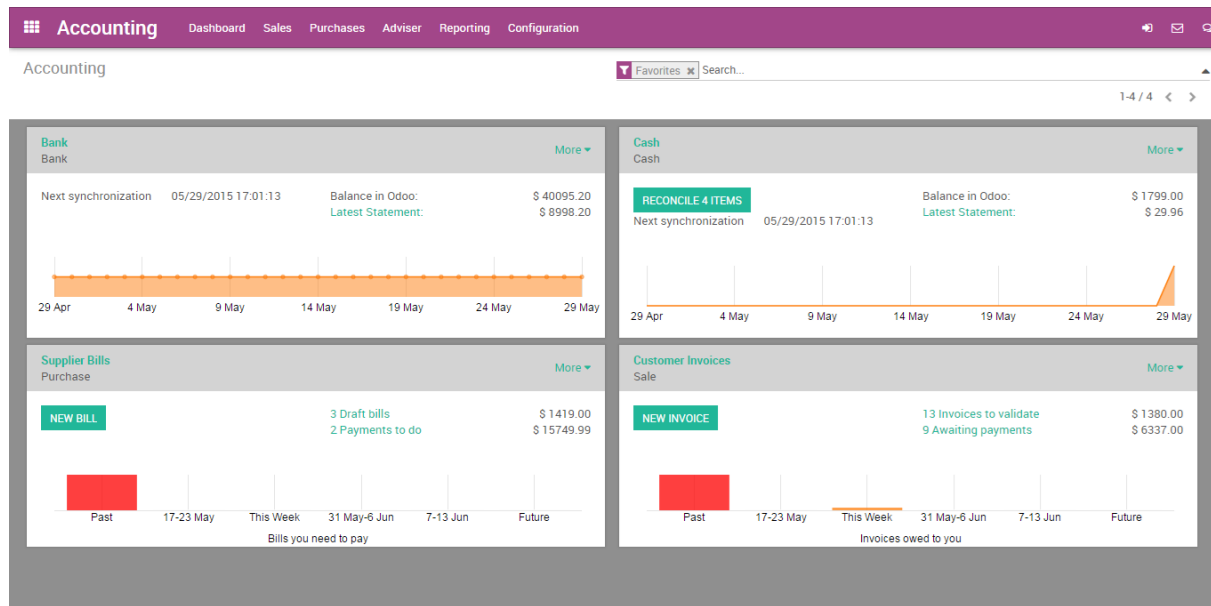 Accounting Dashboard Sales Purchases Adviser Reporting Configuration
Accounting
Favorites Search...
1-4 / 4
Bank
Bank
More
Next synchronization 05/29/2015 17:01:13
Balance in Odoo: $ 40095.20
Latest Statement: $ 8998.20
29 Apr 4 May 9 May 14 May 19 May 24 May 29 May
Cash
Cash
More
RECONCILE 4 ITEMS
Next synchronization 05/29/2015 17:01:13
Balance in Odoo: $ 1799.00
Latest Statement: $ 29.96
29 Apr 4 May 9 May 14 May 19 May 24 May 29 May
Supplier Bills
Purchase
More
NEW BILL
3 Draft bills $ 1419.00
2 Payments to do $ 15749.99
Past 17-23 May This Week 31 May-6 Jun 7-13 Jun Future
Bills you need to pay
Customer Invoices
Sale
More
NEW INVOICE
13 Invoices to validate $ 1380.00
9 Awaiting payments $ 6337.00
Past 17-23 May This Week 31 May-6 Jun 7-13 Jun Future
Invoices owed to you